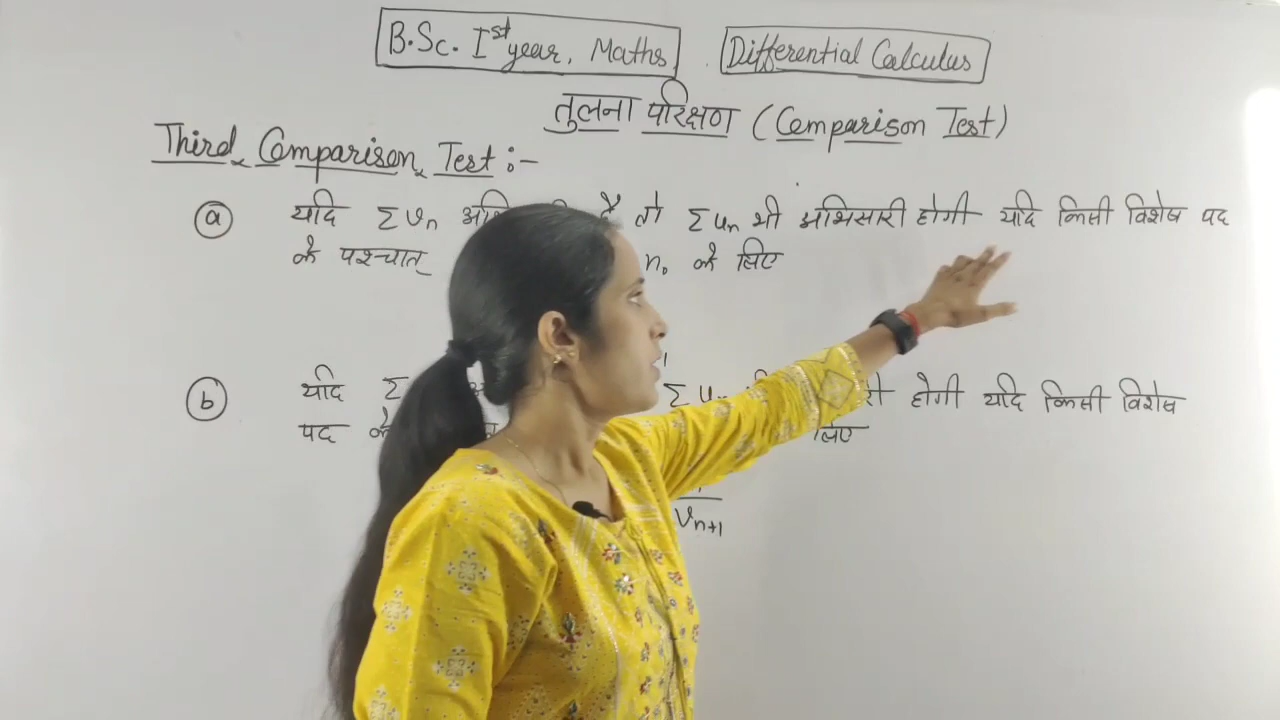 B.Sc. Ist year, Maths
Differential Calculus
तुलना परिक्षण (Comparison Test)
Third Comparison Test :-
(a) यदि Σvn तो Σun भी अभिसारी होगी यदि किसी विशेष पद
के पश्चात् n₀ के लिए
(b) यदि Σ Σun होगी यदि किसी विशेष
पद लिए
vn+1